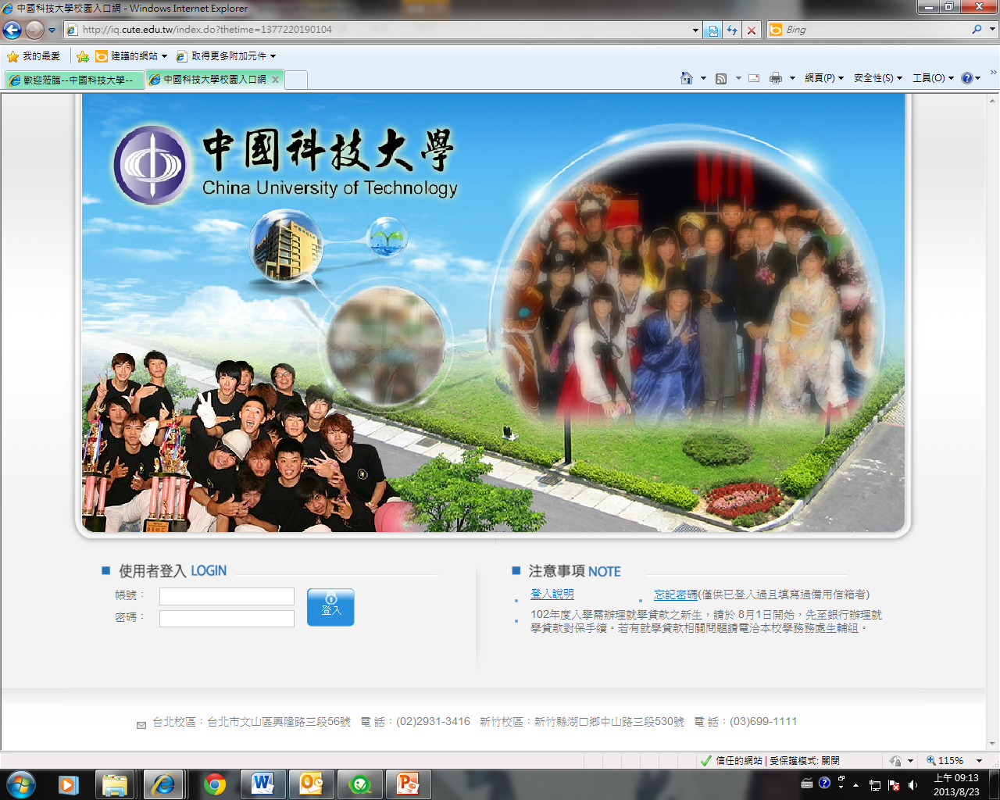 中國科技大學校園入口網 - Windows Internet Explorer
http://iq.cute.edu.tw/index.do?thetime=1377220190104
Bing
我的最愛 建議的網站 取得更多附加元件
歡迎蒞臨--中國科技大學-- 中國科技大學校園入口網 網頁(P) 安全性(S) 工具(O)
中國科技大學
China University of Technology
使用者登入 LOGIN
帳號：
密碼：
登入
注意事項 NOTE
登入說明 忘記密碼(僅供已登入過且填寫過備用信箱者)
102年度入學需辦理就學貸款之新生，請於 8月1日開始，先至銀行辦理就
學貸款對保手續。若有就學貸款相關問題請電洽本校學務務處生輔組。
台北校區：台北市文山區興隆路三段56號 電 話：(02)2931-3416 新竹校區：新竹縣湖口鄉中山路三段530號 電 話：(03)699-1111
信任的網站 | 受保護模式: 關閉 115%
上午 09:13
2013/8/23